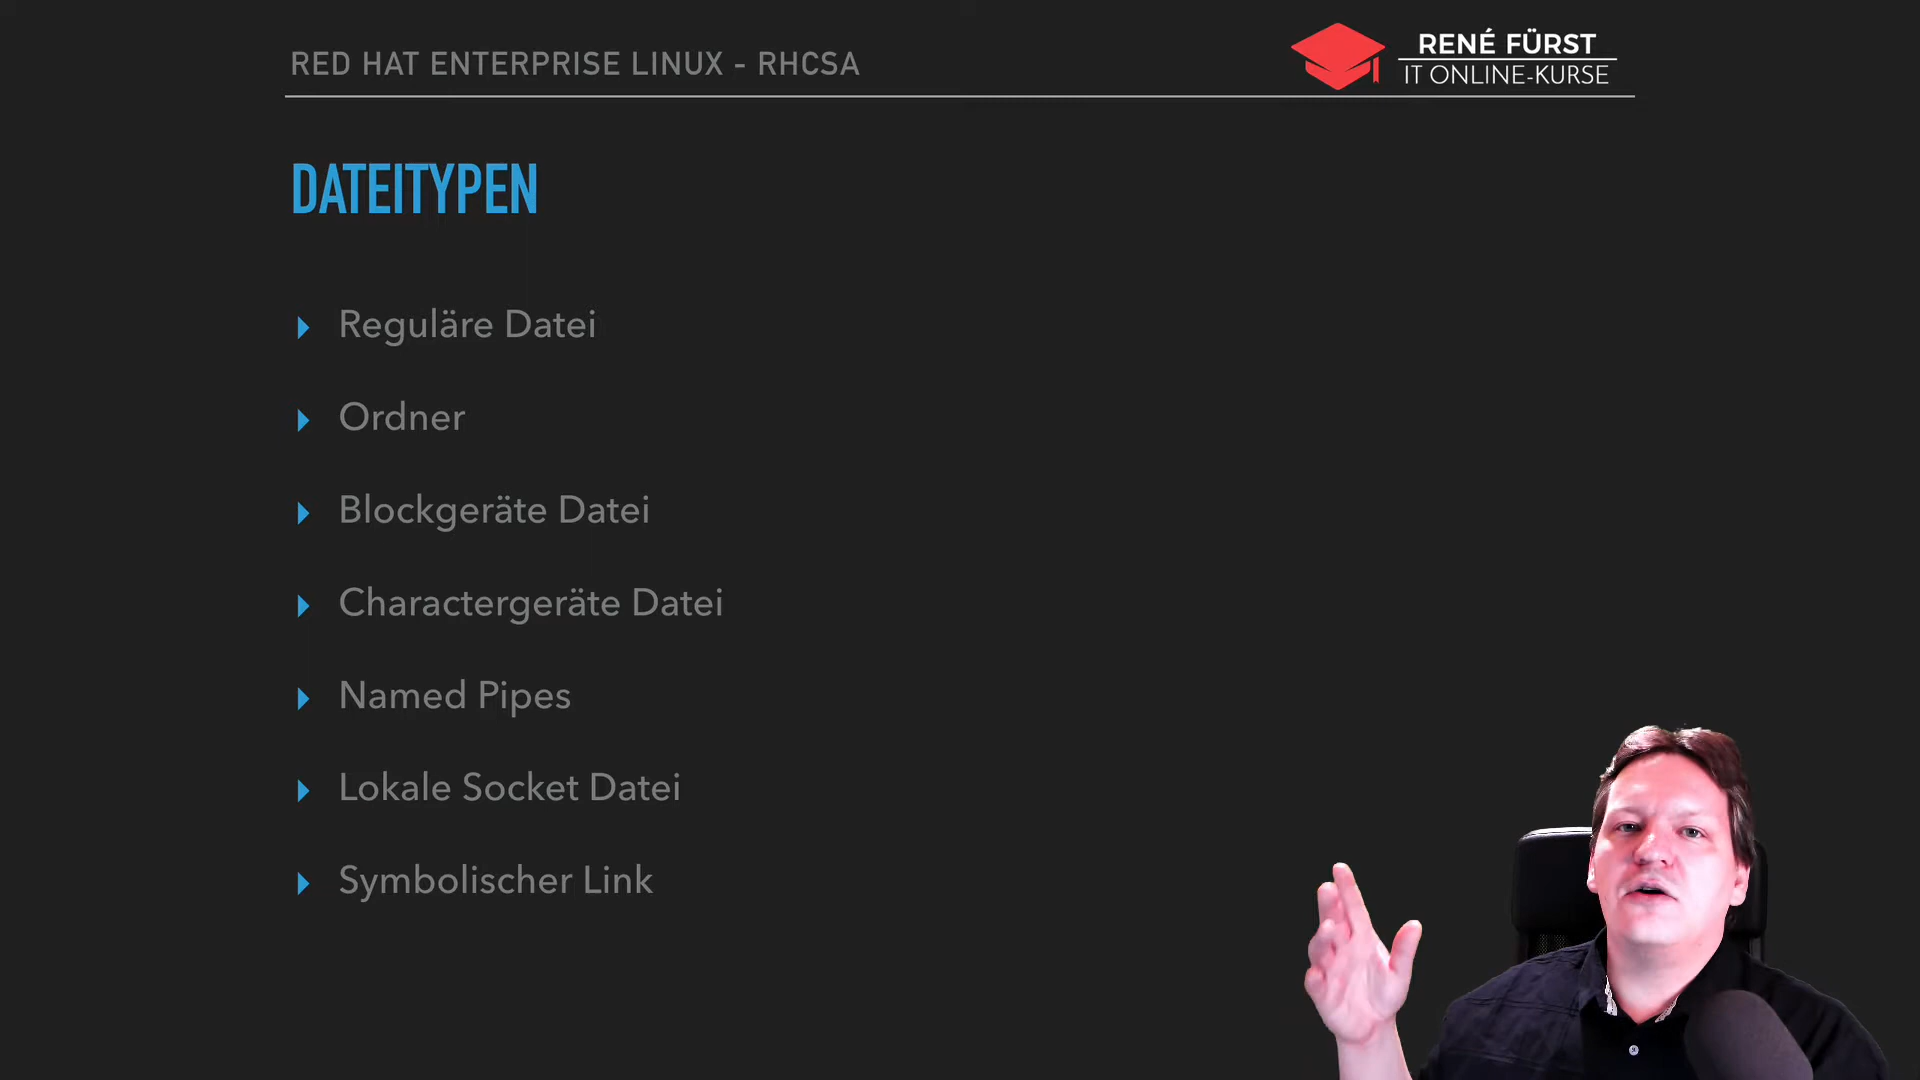 RED HAT ENTERPRISE LINUX - RHCSA
RENÉ FÜRST
IT ONLINE-KURSE
DATEITYPEN
Reguläre Datei
Ordner
Blockgeräte Datei
Charactergeräte Datei
Named Pipes
Lokale Socket Datei
Symbolischer Link